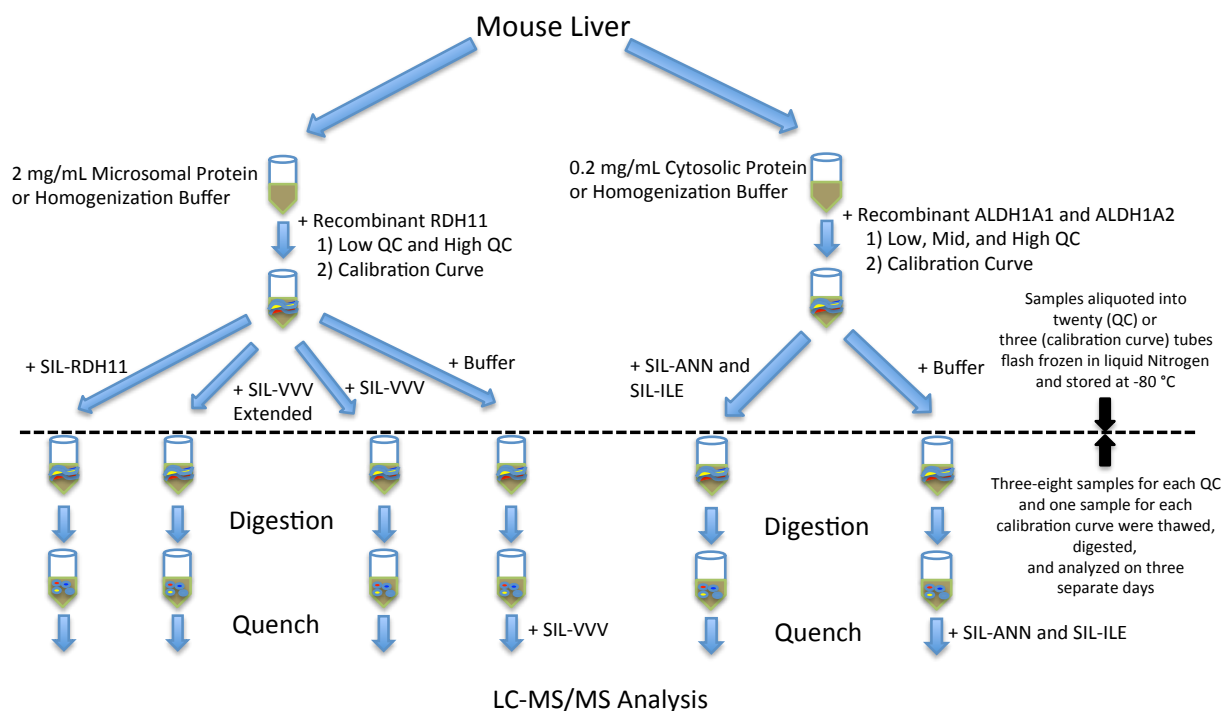 Mouse Liver
2 mg/mL Microsomal Protein
or Homogenization Buffer
0.2 mg/mL Cytosolic Protein
or Homogenization Buffer
+ Recombinant RDH11
1) Low QC and High QC
2) Calibration Curve
+ Recombinant ALDH1A1 and ALDH1A2
1) Low, Mid, and High QC
2) Calibration Curve
Samples aliquoted into
twenty (QC) or
three (calibration curve) tubes
flash frozen in liquid Nitrogen
and stored at -80 °C
+ SIL-RDH11
+ SIL-VVV
Extended
+ SIL-VVV
+ Buffer
+ SIL-ANN and
SIL-ILE
+ Buffer
Three-eight samples for each QC
and one sample for each
calibration curve were thawed,
digested,
and analyzed on three
separate days
Digestion
Digestion
Quench
+ SIL-VVV
Quench
+ SIL-ANN and SIL-ILE
LC-MS/MS Analysis